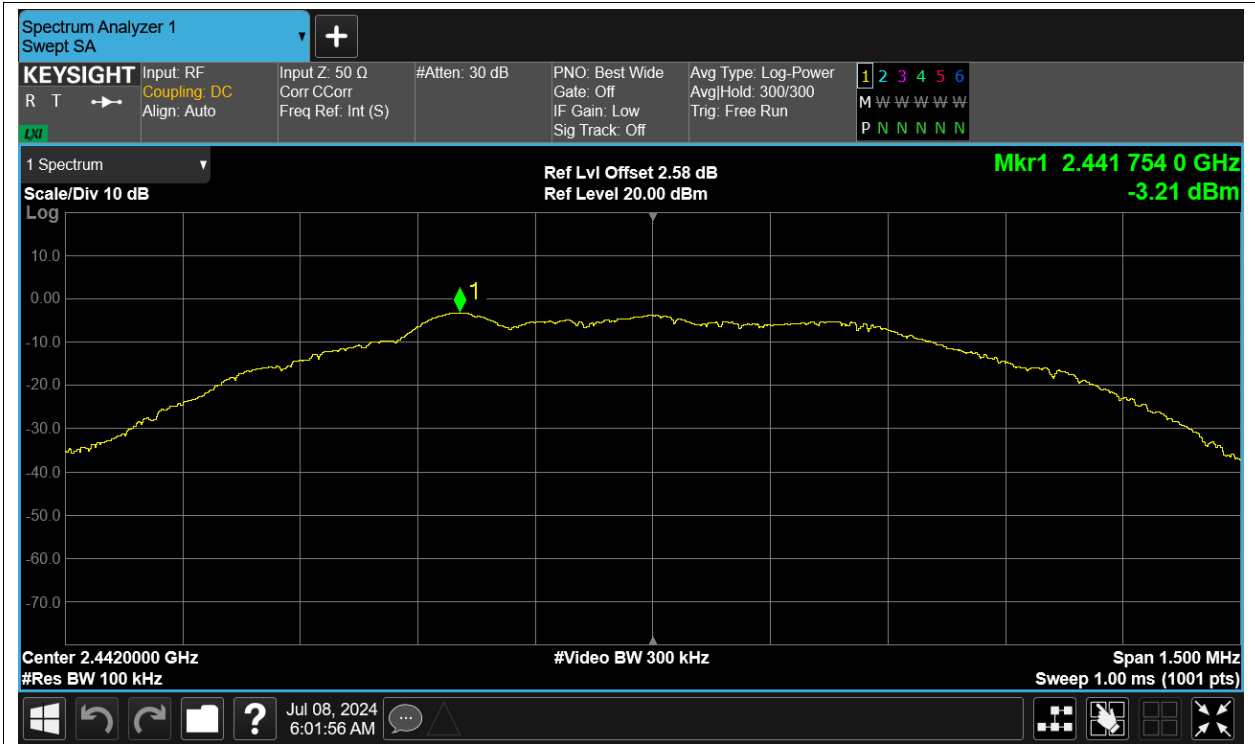 Spectrum Analyzer 1
Swept SA
+
KEYSIGHT
R T
LXI
Input: RF
Coupling: DC
Align: Auto
Input Z: 50 Ω
Corr CCorr
Freq Ref: Int (S)
#Atten: 30 dB
PNO: Best Wide
Gate: Off
IF Gain: Low
Sig Track: Off
Avg Type: Log-Power
Avg|Hold: 300/300
Trig: Free Run
1 2 3 4 5 6
M W W W W W
P N N N N N
1 Spectrum
Scale/Div 10 dB
Log
Ref Lvl Offset 2.58 dB
Ref Level 20.00 dBm
Mkr1 2.441 754 0 GHz
-3.21 dBm
10.0
0.00
-10.0
-20.0
-30.0
-40.0
-50.0
-60.0
-70.0
1
Center 2.4420000 GHz
#Res BW 100 kHz
#Video BW 300 kHz
Span 1.500 MHz
Sweep 1.00 ms (1001 pts)
?
Jul 08, 2024
6:01:56 AM